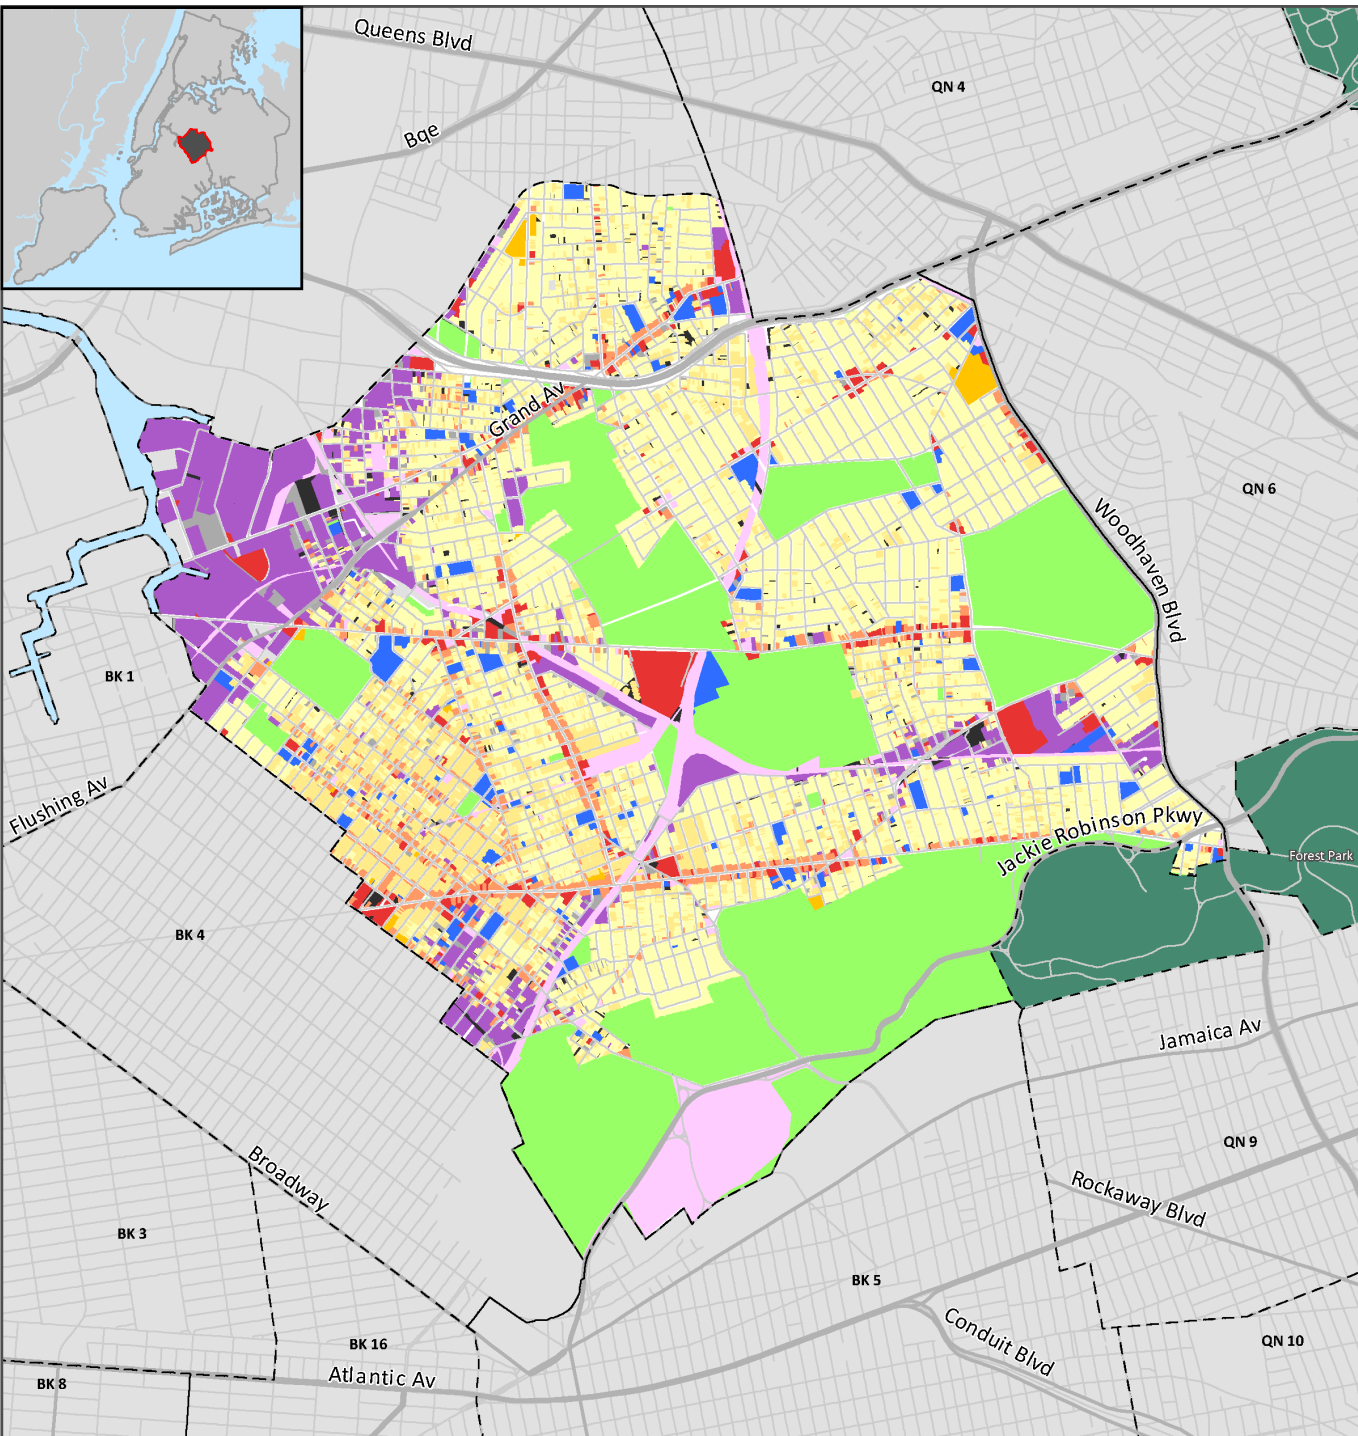 Queens Blvd
QN 4
Bqe
Grand Av
QN 6
Woodhaven Blvd
BK 1
Flushing Av
Jackie Robinson Pkwy
Forest Park
BK 4
Jamaica Av
QN 9
Broadway
Rockaway Blvd
BK 3
BK 5
Conduit Blvd
BK 16
QN 10
Atlantic Av
BK 8